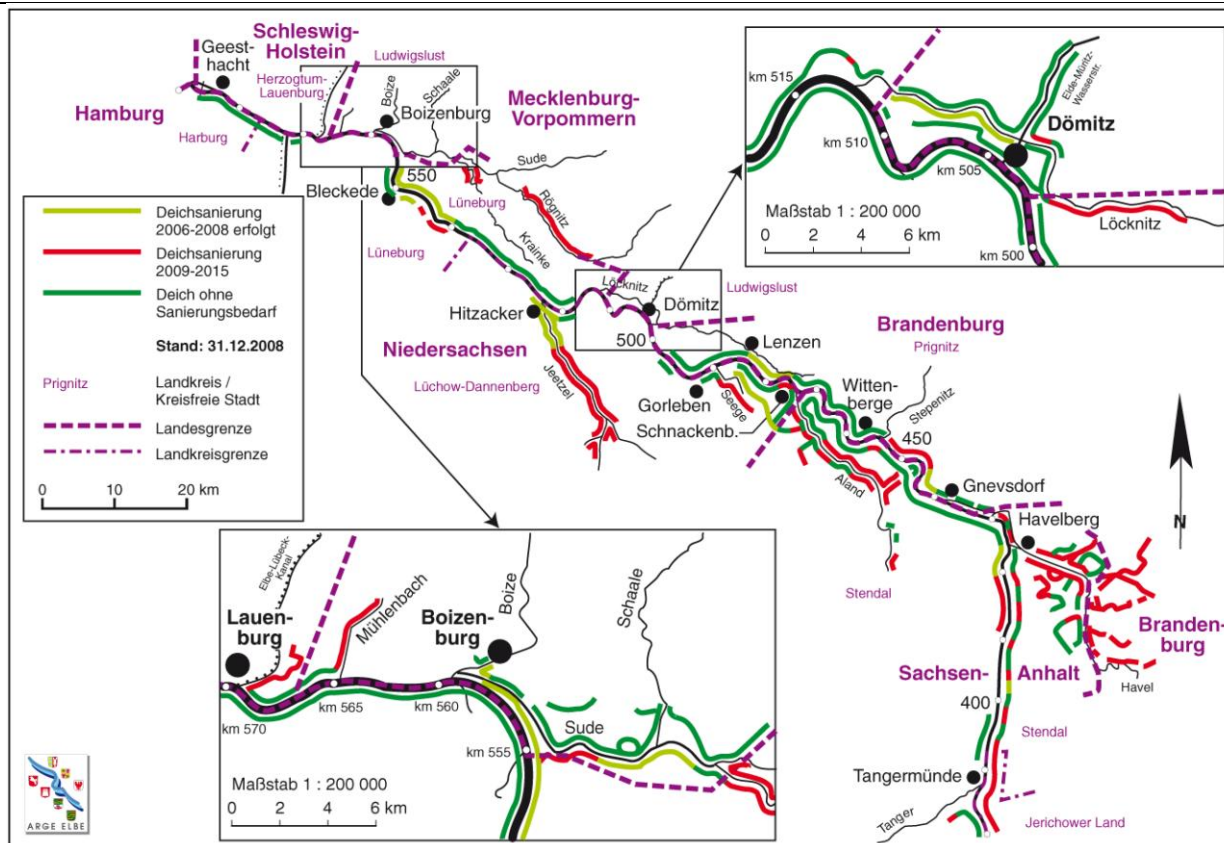 Schleswig-
Holstein
Geest-
hacht
Ludwigslust
Herzogtum-
Lauenburg
Boize
Schaale
Boizenburg
Mecklenburg-
Vorpommern
Hamburg
Harburg
Sude
550
Bleckede
Lüneburg
Rögnitz
Krainke
Lüneburg
Löcknitz
Dömitz
Ludwigslust
Hitzacker
500
Niedersachsen
Jeetzel
Lüchow-Dannenberg
Lenzen
Brandenburg
Prignitz
Gorleben
Seege
Schnackenb.
Witten-
berge
Stepenitz
450
Aland
Gnevsdorf
Havelberg
Stendal
Branden-
burg
Havel
Sachsen-
Anhalt
400
Stendal
Tangermünde
Tanger
Jerichower Land
N
Deichsanierung
2006-2008 erfolgt
Deichsanierung
2009-2015
Deich ohne
Sanierungsbedarf
Stand: 31.12.2008
Prignitz
Landkreis /
Kreisfreie Stadt
Landesgrenze
Landkreisgrenze
0 10 20 km
km 515
Elde-Müritz-
Wasserstr.
Dömitz
km 510
km 505
Maßstab 1 : 200 000
0 2 4 6 km
Löcknitz
km 500
Elbe-Lübeck-
Kanal
Lauen-
burg
Mühlenbach
Boizen-
burg
Boize
Schaale
km 570
km 565
km 560
Sude
km 555
Maßstab 1 : 200 000
0 2 4 6 km
ARGE ELBE